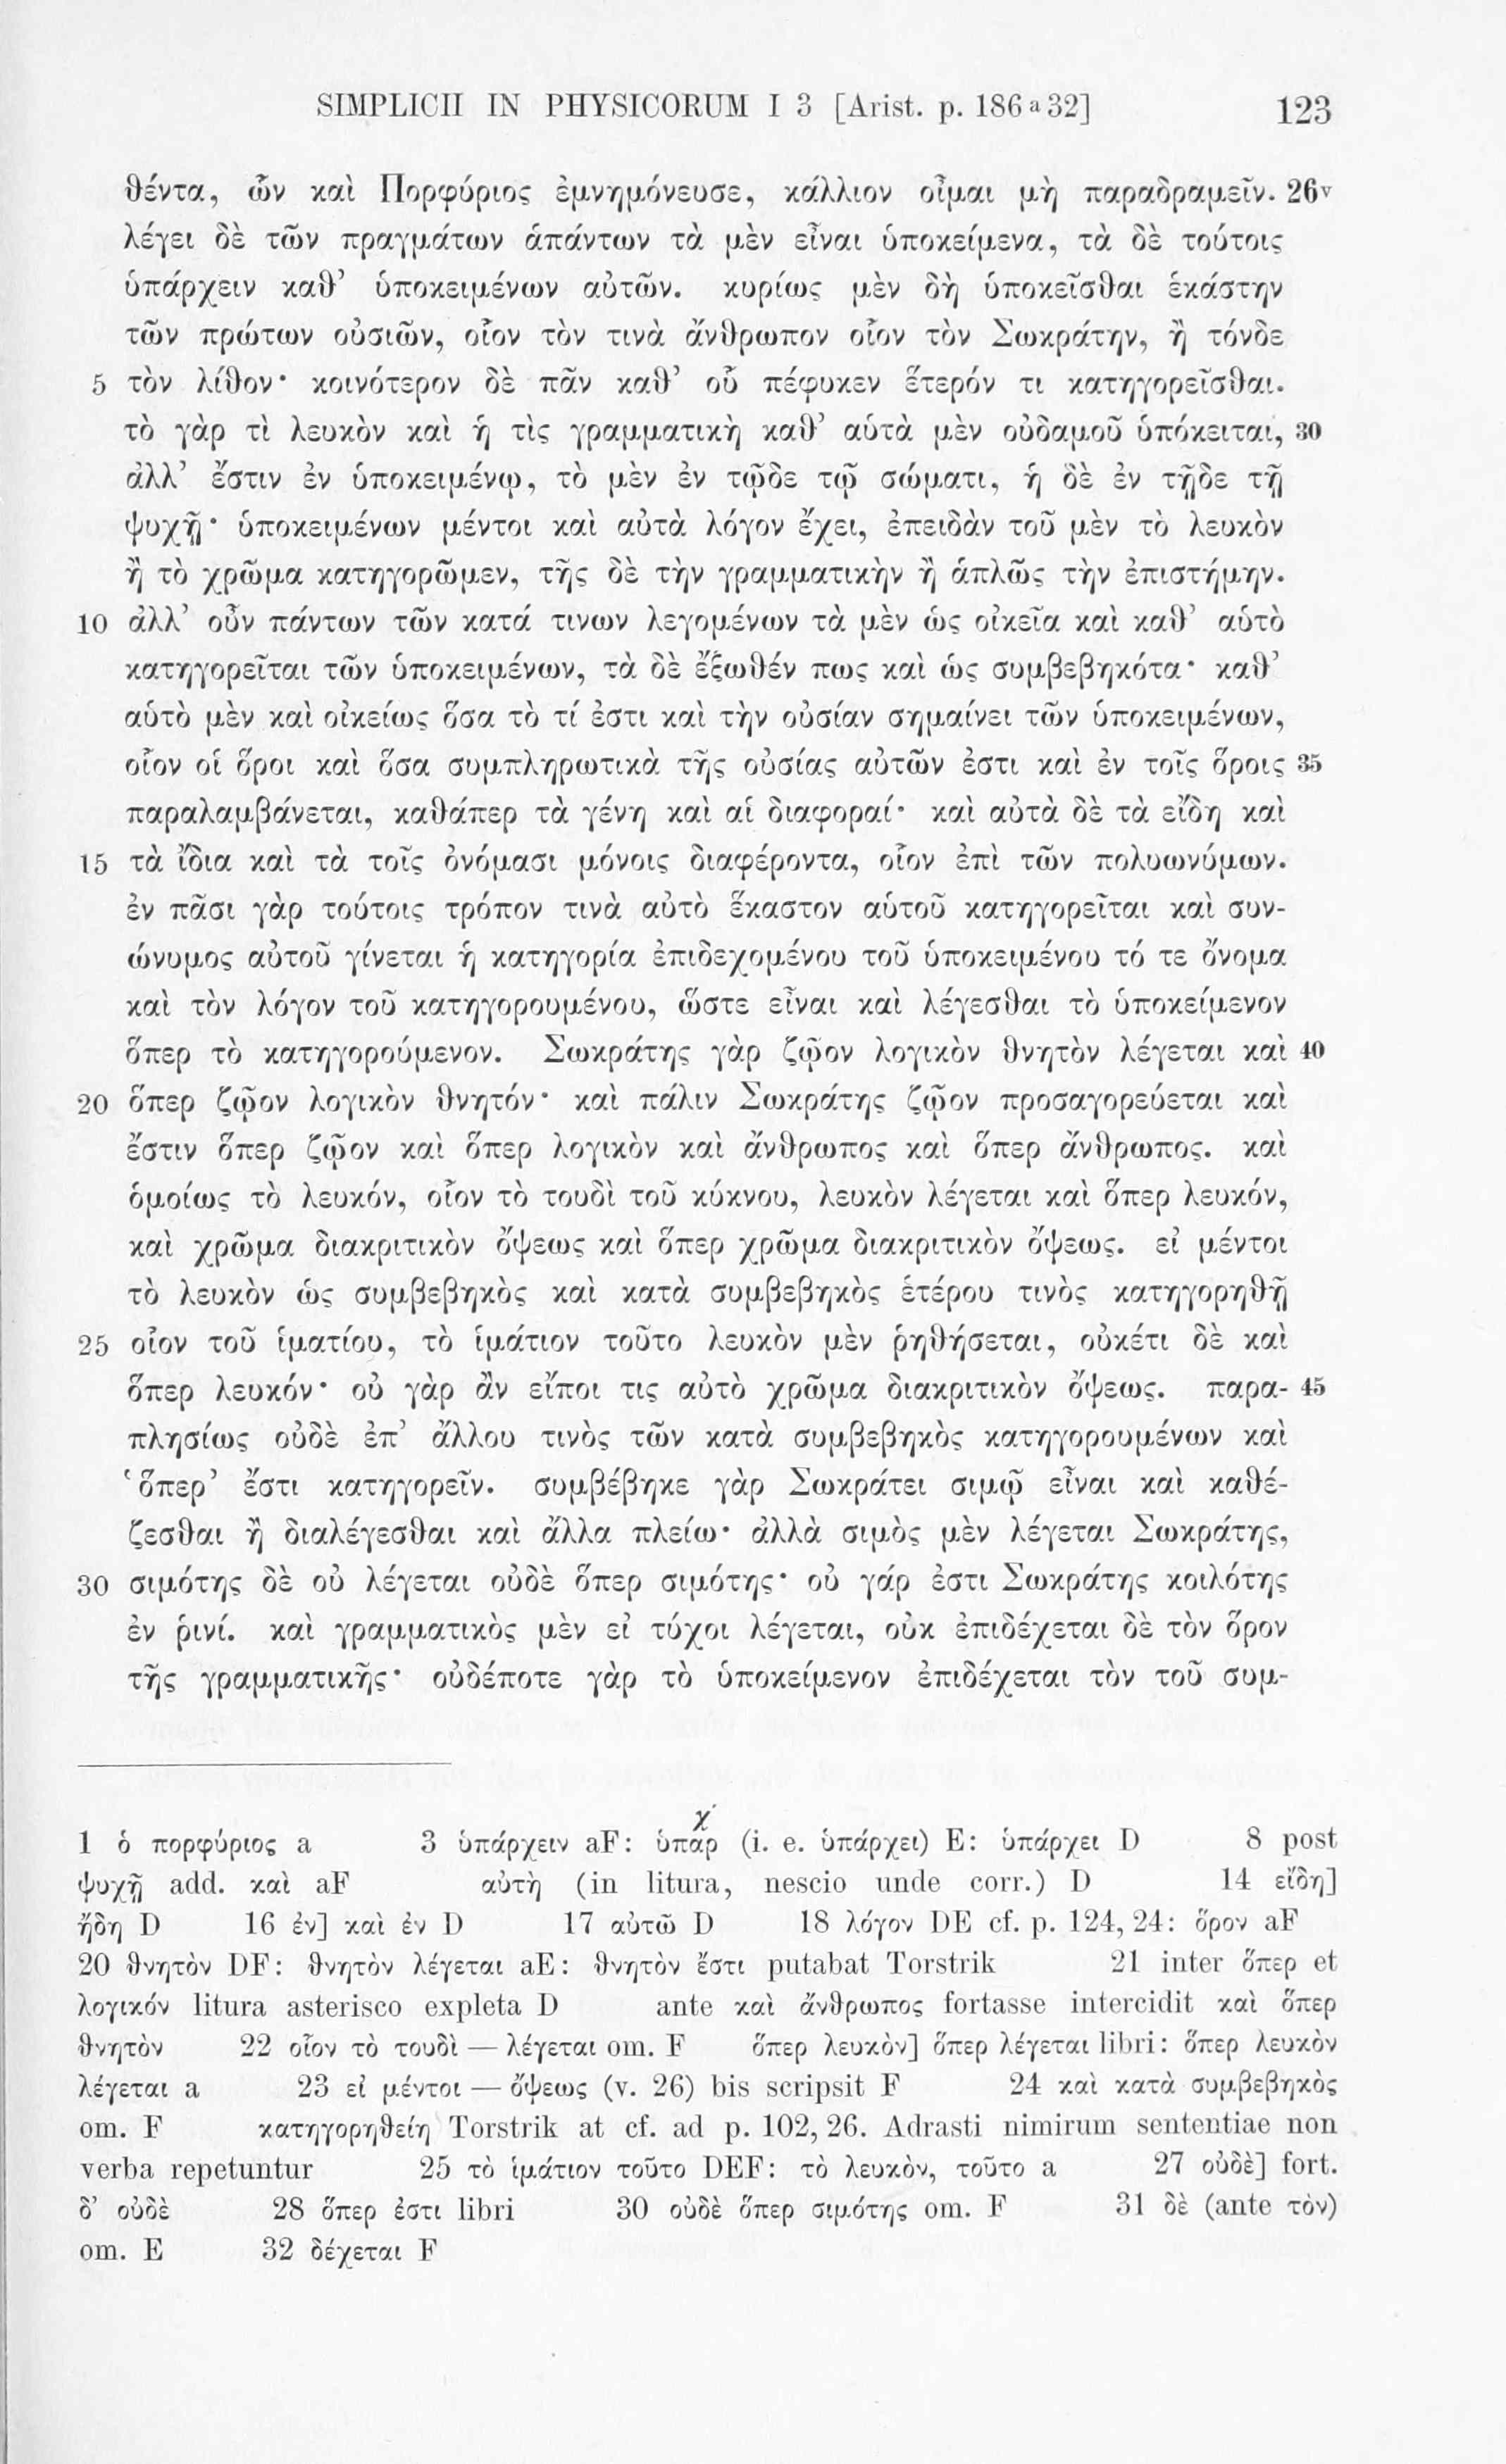 SIMPLICII IN PHYSICORUM I 3 [Arist. p. 186 a 32] 123
θέντα, ὧν καὶ Πορφύριος ἐμνημόνευσε, κάλλιον οἶμαι μὴ παραδραμεῖν. 26v
λέγει δὲ τῶν πραγμάτων ἁπάντων τὰ μὲν εἶναι ὑποκείμενα, τὰ δὲ τούτοις
ὑπάρχειν καθ’ ὑποκειμένων αὐτῶν. κυρίως μὲν δὴ ὑποκεῖσθαι ἑκάστην
τῶν πρώτων οὐσιῶν, οἷον τὸν τινὰ ἄνθρωπον οἷον τὸν Σωκράτην, ἢ τόνδε
5 τὸν λίθον· κοινότερον δὲ πᾶν καθ’ οὗ πέφυκεν ἕτερόν τι κατηγορεῖσθαι.
τὸ γὰρ τὶ λευκὸν καὶ ἡ τὶς γραμματικὴ καθ’ αὑτὰ μὲν οὐδαμοῦ ὑπόκειται, 30
ἀλλ’ ἔστιν ἐν ὑποκειμένῳ, τὸ μὲν ἐν τῷδε τῷ σώματι, ἡ δὲ ἐν τῇδε τῇ
ψυχῇ· ὑποκειμένων μέντοι καὶ αὐτὰ λόγον ἔχει, ἐπειδὰν τοῦ μὲν τὸ λευκὸν
ἢ τὸ χρῶμα κατηγορῶμεν, τῆς δὲ τὴν γραμματικὴν ἢ ἁπλῶς τὴν ἐπιστήμην.
10 ἀλλ’ οὖν πάντων τῶν κατά τινων λεγομένων τὰ μὲν ὡς οἰκεῖα καὶ καθ’ αὑτὸ
κατηγορεῖται τῶν ὑποκειμένων, τὰ δὲ ἔξωθέν πως καὶ ὡς συμβεβηκότα· καθ’
αὑτὸ μὲν καὶ οἰκείως ὅσα τὸ τί ἐστι καὶ τὴν οὐσίαν σημαίνει τῶν ὑποκειμένων,
οἷον οἱ ὅροι καὶ ὅσα συμπληρωτικὰ τῆς οὐσίας αὐτῶν ἐστι καὶ ἐν τοῖς ὅροις 35
παραλαμβάνεται, καθάπερ τὰ γένη καὶ αἱ διαφοραί· καὶ αὐτὰ δὲ τὰ εἴδη καὶ
15 τὰ ἴδια καὶ τὰ τοῖς ὀνόμασι μόνοις διαφέροντα, οἷον ἐπὶ τῶν πολυωνύμων.
ἐν πᾶσι γὰρ τούτοις τρόπον τινὰ αὐτὸ ἕκαστον αὑτοῦ κατηγορεῖται καὶ συν-
ώνυμος αὐτοῦ γίνεται ἡ κατηγορία ἐπιδεχομένου τοῦ ὑποκειμένου τό τε ὄνομα
καὶ τὸν λόγον τοῦ κατηγορουμένου, ὥστε εἶναι καὶ λέγεσθαι τὸ ὑποκείμενον
ὅπερ τὸ κατηγορούμενον. Σωκράτης γὰρ ζῷον λογικὸν θνητὸν λέγεται καὶ 40
20 ὅπερ ζῷον λογικὸν θνητόν· καὶ πάλιν Σωκράτης ζῷον προσαγορεύεται καὶ
ἔστιν ὅπερ ζῷον καὶ ὅπερ λογικὸν καὶ ἄνθρωπος καὶ ὅπερ ἄνθρωπος. καὶ
ὁμοίως τὸ λευκόν, οἷον τὸ τουδὶ τοῦ κύκνου, λευκὸν λέγεται καὶ ὅπερ λευκόν,
καὶ χρῶμα διακριτικὸν ὄψεως καὶ ὅπερ χρῶμα διακριτικὸν ὄψεως. εἰ μέντοι
τὸ λευκὸν ὡς συμβεβηκὸς καὶ κατὰ συμβεβηκὸς ἑτέρου τινὸς κατηγορηθῇ
25 οἷον τοῦ ἱματίου, τὸ ἱμάτιον τοῦτο λευκὸν μὲν ῥηθήσεται, οὐκέτι δὲ καὶ
ὅπερ λευκόν· οὐ γὰρ ἂν εἴποι τις αὐτὸ χρῶμα διακριτικὸν ὄψεως. παρα- 45
πλησίως οὐδὲ ἐπ’ ἄλλου τινὸς τῶν κατὰ συμβεβηκὸς κατηγορουμένων καὶ
‘ὅπερ’ ἔστι κατηγορεῖν. συμβέβηκε γὰρ Σωκράτει σιμῷ εἶναι καὶ καθέ-
ζεσθαι ἢ διαλέγεσθαι καὶ ἄλλα πλείω· ἀλλὰ σιμὸς μὲν λέγεται Σωκράτης,
30 σιμότης δὲ οὐ λέγεται οὐδὲ ὅπερ σιμότης· οὐ γάρ ἐστι Σωκράτης κοιλότης
ἐν ῥινί. καὶ γραμματικὸς μὲν εἰ τύχοι λέγεται, οὐκ ἐπιδέχεται δὲ τὸν ὅρον
τῆς γραμματικῆς· οὐδέποτε γὰρ τὸ ὑποκείμενον ἐπιδέχεται τὸν τοῦ συμ-
1 ὁ πορφύριος a 3 ὑπάρχειν aF: ὑπαρχ (i. e. ὑπάρχει) E: ὑπάρχει D 8 post
ψυχῇ add. καὶ aF αὐτὴ (in litura, nescio unde corr.) D 14 εἴδη]
ἤδη D 16 ἐν] καὶ ἐν D 17 αὐτῶ D 18 λόγον DE cf. p. 124, 24: ὅρον aF
20 θνητὸν DF: θνητὸν λέγεται aE: θνητὸν ἔστι putabat Torstrik 21 inter ὅπερ et
λογικόν litura asterisco expleta D ante καὶ ἄνθρωπος fortasse intercidit καὶ ὅπερ
θνητὸν 22 οἷον τὸ τουδὶ — λέγεται om. F ὅπερ λευκὸν] ὅπερ λέγεται libri: ὅπερ λευκὸν
λέγεται a 23 εἰ μέντοι — ὄψεως (v. 26) bis scripsit F 24 καὶ κατὰ συμβεβηκὸς
om. F κατηγορηθείη Torstrik at cf. ad p. 102, 26. Adrasti nimirum sententiae non
verba repetuntur 25 τὸ ἱμάτιον τοῦτο DEF: τὸ λευκὸν, τοῦτο a 27 οὐδὲ] fort.
δ’ οὐδὲ 28 ὅπερ ἐστι libri 30 οὐδὲ ὅπερ σιμότης om. F 31 δὲ (ante τὸν)
om. E 32 δέχεται F